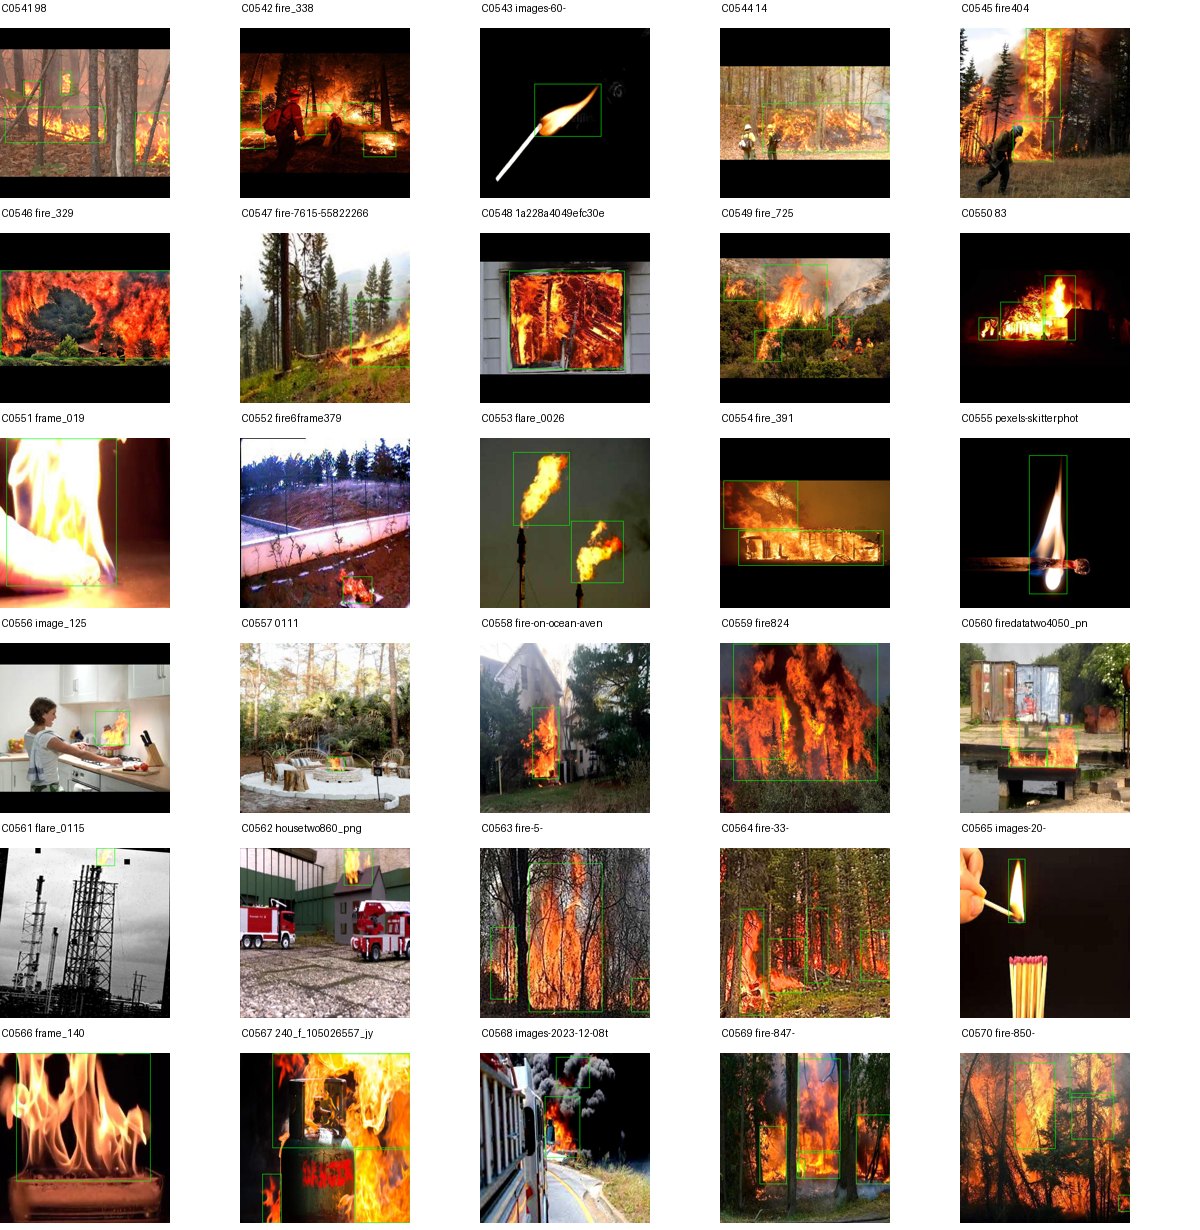 C0541 98
C0542 fire_338
C0543 images-60-
C0544 14
C0545 fire404
C0546 fire_329
C0547 fire-7615-55822266
C0548 1a228a4049efc30e
C0549 fire_725
C0550 83
C0551 frame_019
C0552 fire6frame379
C0553 flare_0026
C0554 fire_391
C0555 pexels-skitterphot
C0556 image_125
C0557 0111
C0558 fire-on-ocean-aven
C0559 fire824
C0560 firedatatwo4050_pn
C0561 flare_0115
C0562 housetwo860_png
C0563 fire-5-
C0564 fire-33-
C0565 images-20-
C0566 frame_140
C0567 240_f_105026557_jy
C0568 images-2023-12-08t
C0569 fire-847-
C0570 fire-850-